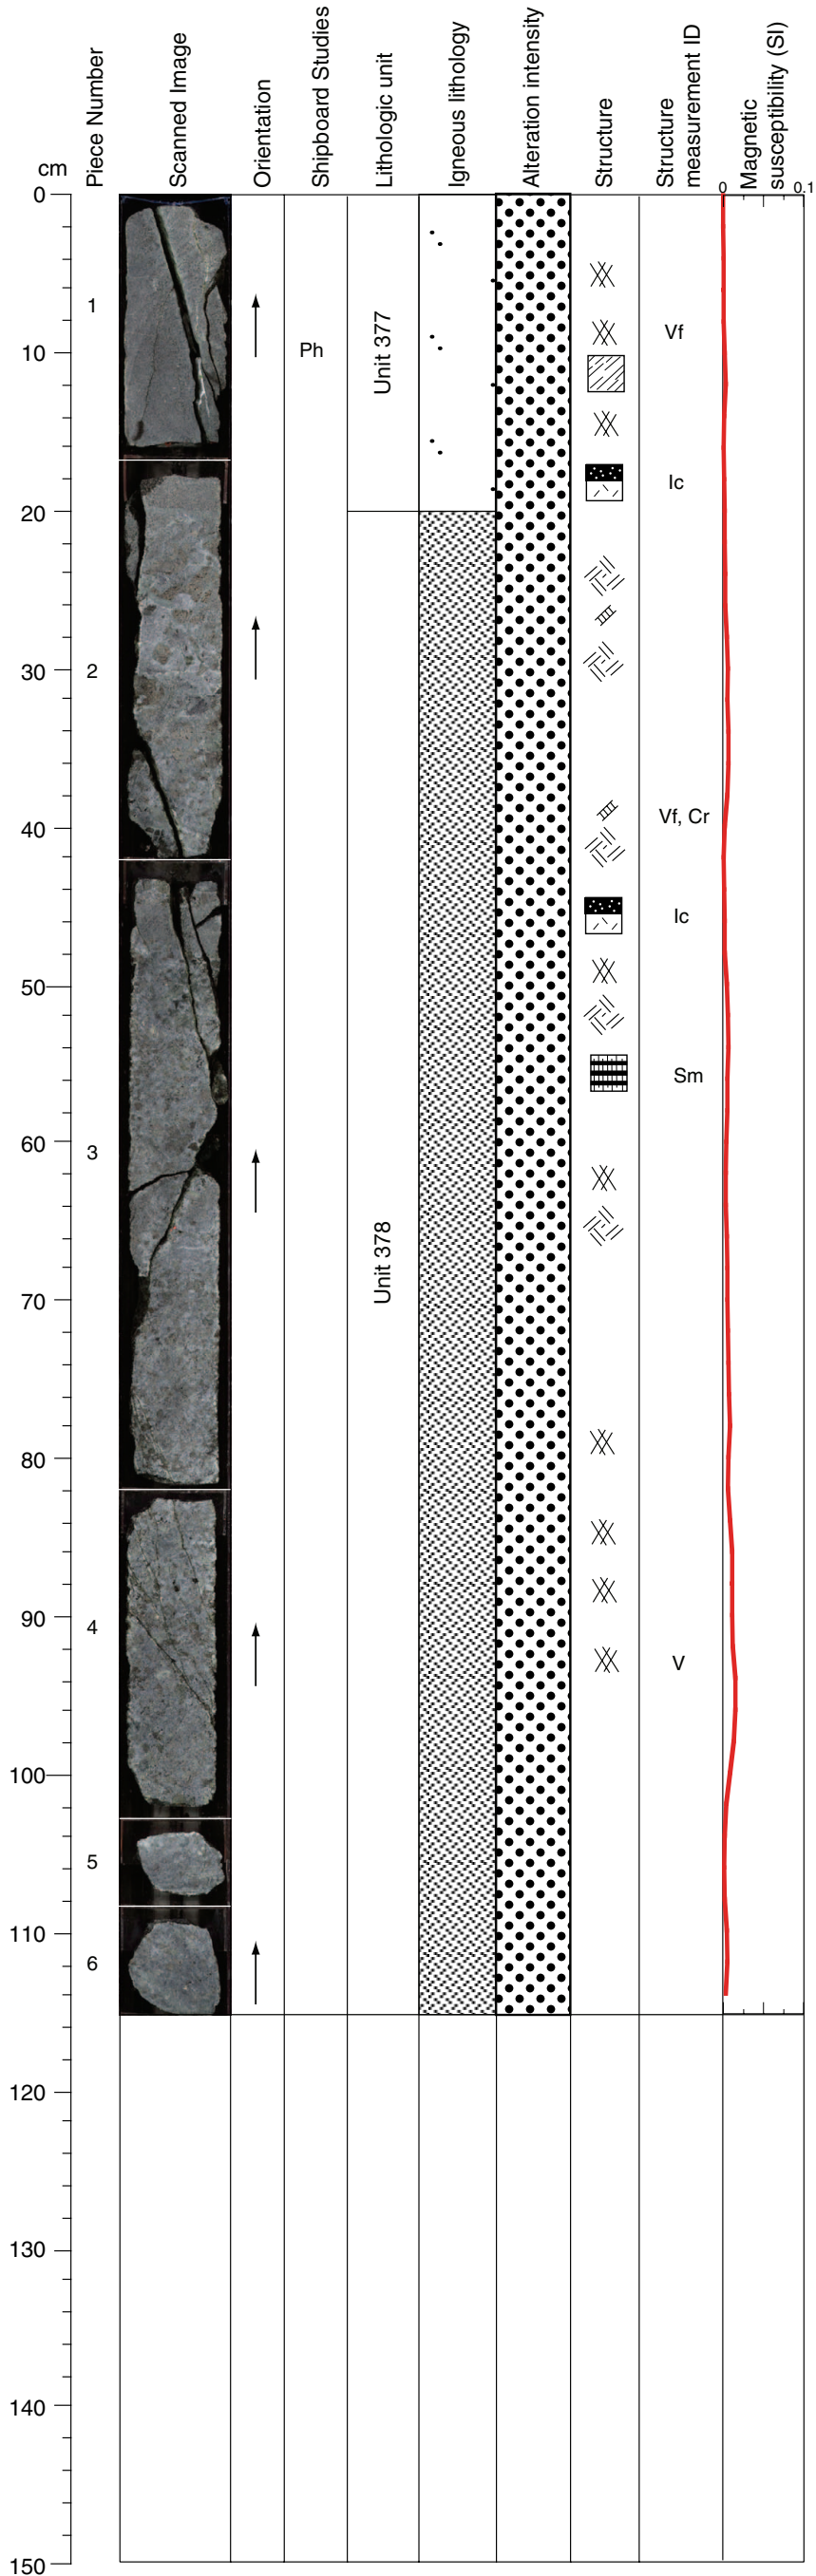 cm
Piece Number
Scanned Image
Orientation
Shipboard Studies
Lithologic unit
Igneous lithology
Alteration intensity
Structure
Structure
measurement ID
Magnetic
susceptibility (SI)
0 0.1
0
1
Unit 377
Vf
10
Ph
Ic
20
30
2
40
Vf, Cr
Ic
50
Sm
60
3
Unit 378
70
80
90
4
V
100
5
110
6
120
130
140
150